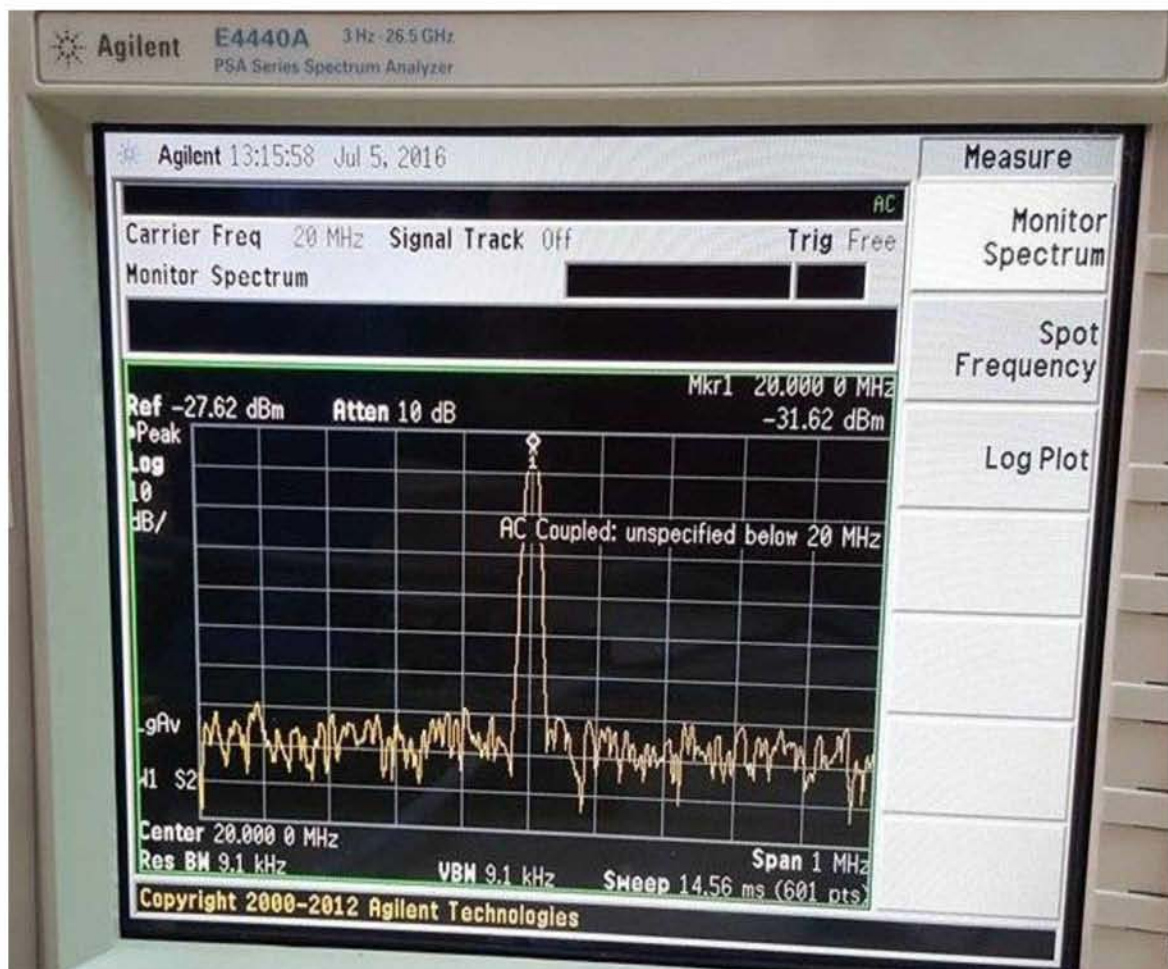 Agilent E4440A 3 Hz - 26.5 GHz
PSA Series Spectrum Analyzer
Agilent 13:15:58 Jul 5, 2016
Measure
AC
Carrier Freq 20 MHz Signal Track Off Trig Free
Monitor Spectrum
Monitor
Spectrum
Spot
Frequency
Log Plot
Mkr1 20.000 0 MHz
Ref -27.62 dBm Atten 10 dB -31.62 dBm
Peak
Log
10
dB/
1
AC Coupled: unspecified below 20 MHz
LgAv
W1 S2
Center 20.000 0 MHz Span 1 MHz
Res BW 9.1 kHz VBW 9.1 kHz Sweep 14.56 ms (601 pts)
Copyright 2000-2012 Agilent Technologies